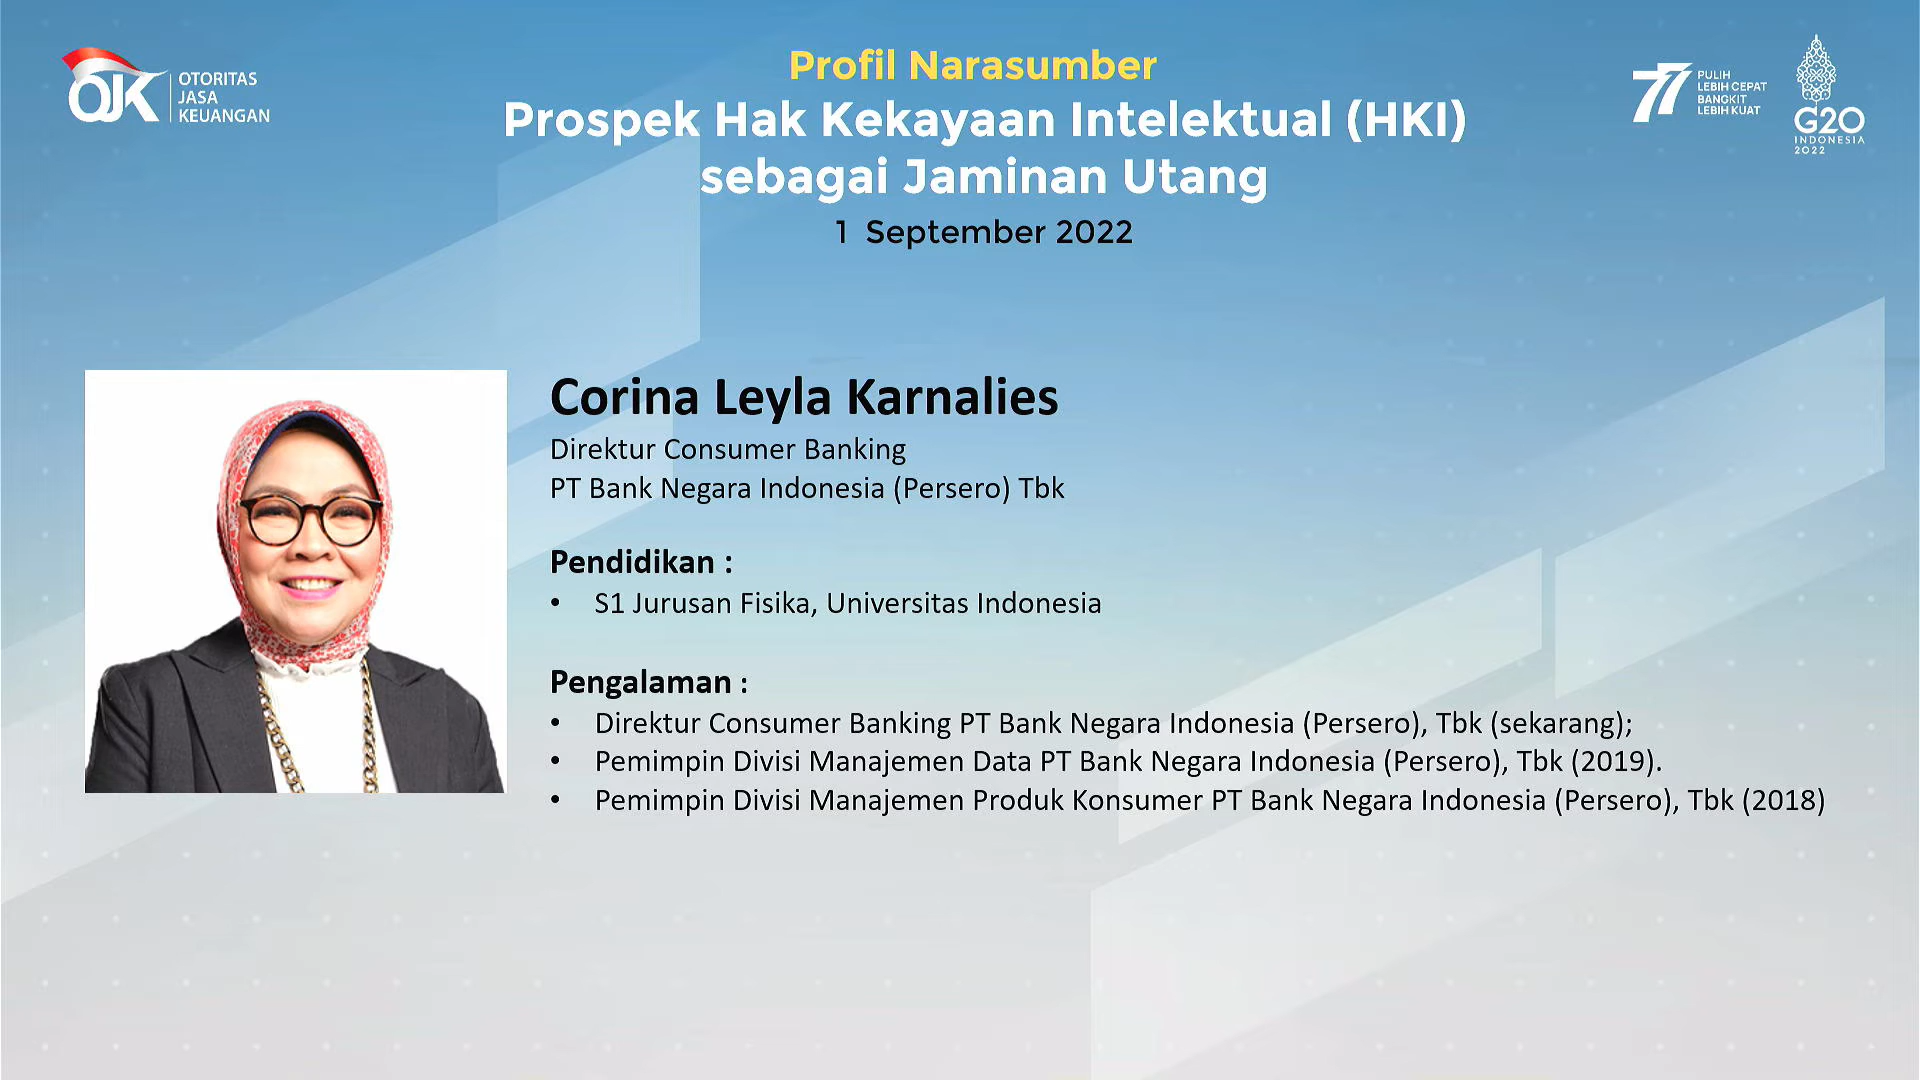 OJK
OTORITAS
JASA
KEUANGAN
Profil Narasumber
Prospek Hak Kekayaan Intelektual (HKI)
sebagai Jaminan Utang
1 September 2022
77
PULIH
LEBIH CEPAT
BANGKIT
LEBIH KUAT
G20
INDONESIA
2022
Corina Leyla Karnalies
Direktur Consumer Banking
PT Bank Negara Indonesia (Persero) Tbk
Pendidikan :
• S1 Jurusan Fisika, Universitas Indonesia
Pengalaman :
• Direktur Consumer Banking PT Bank Negara Indonesia (Persero), Tbk (sekarang);
• Pemimpin Divisi Manajemen Data PT Bank Negara Indonesia (Persero), Tbk (2019).
• Pemimpin Divisi Manajemen Produk Konsumer PT Bank Negara Indonesia (Persero), Tbk (2018)